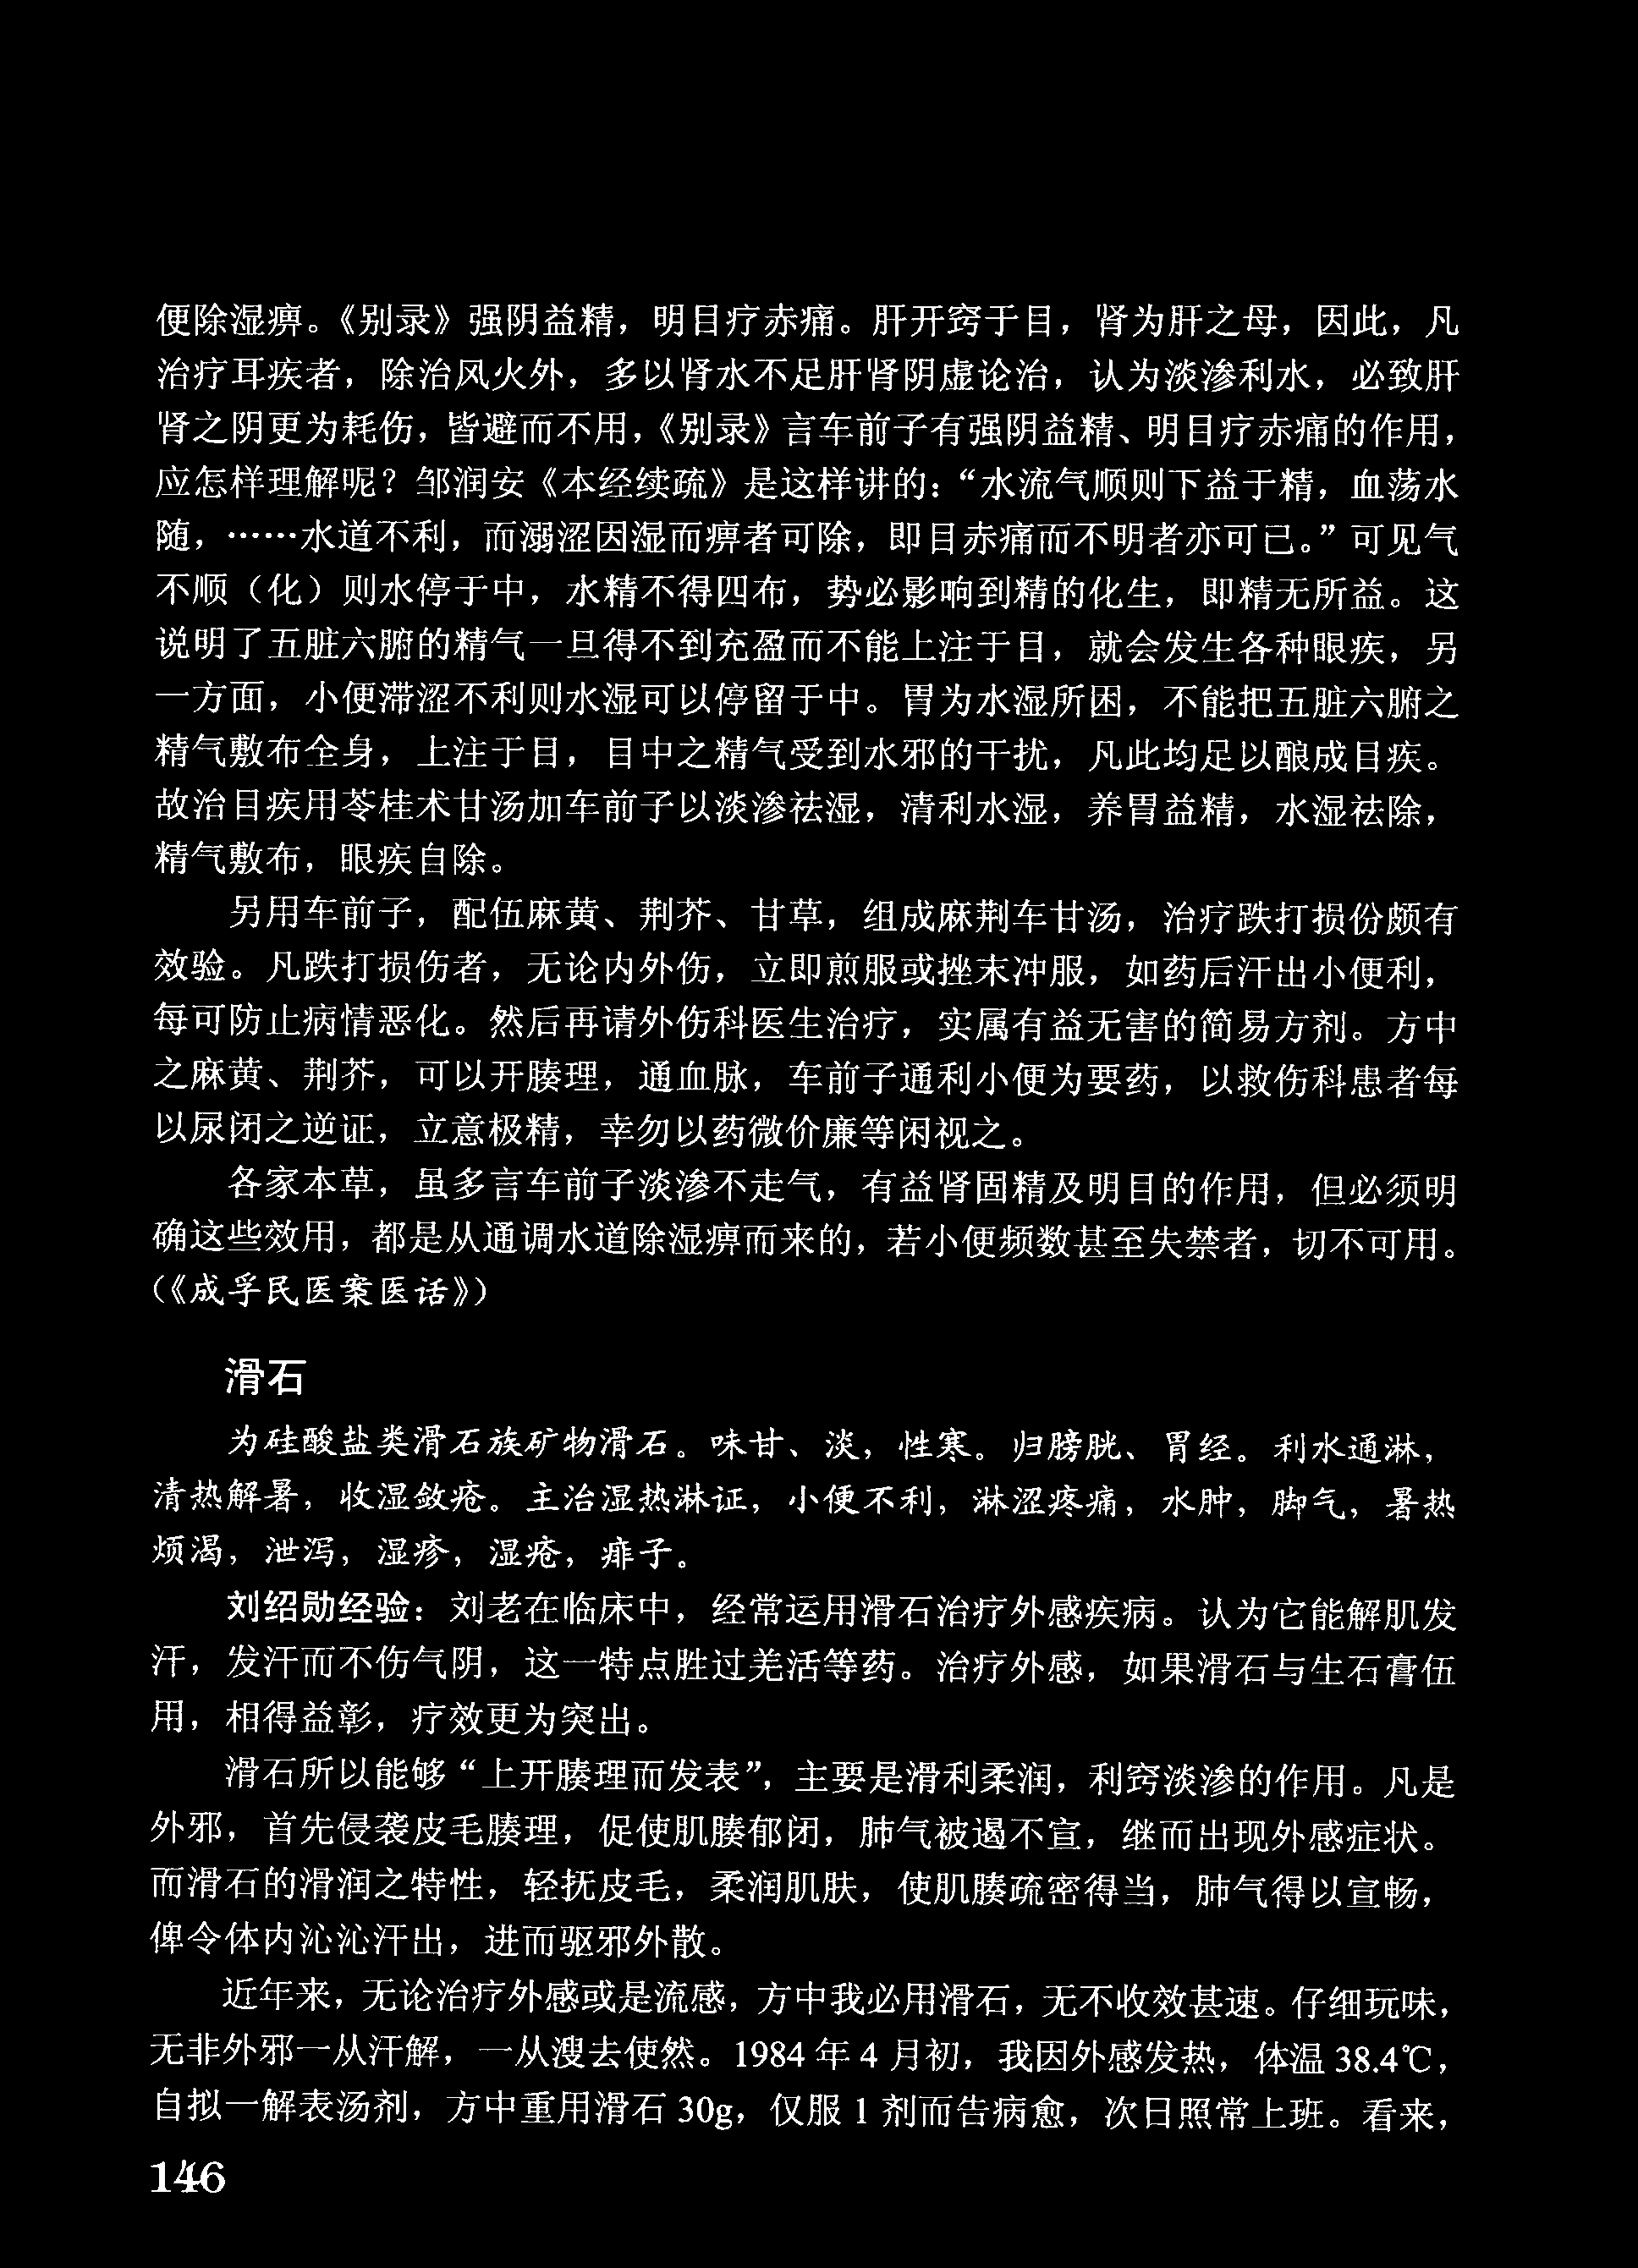 便除湿痹。《别录》强阴益精，明目疗赤痛。肝开窍于目，肾为肝之母，因此，凡
治疗耳疾者，除治风火外，多以肾水不足肝肾阴虚论治，认为淡渗利水，必致肝
肾之阴更为耗伤，皆避而不用，《别录》言车前子有强阴益精、明目疗赤痛的作用，
应怎样理解呢？邹润安《本经续疏》是这样讲的：“水流气顺则下益于精，血荡水
随，……水道不利，而溺涩因湿而痹者可除，即目赤痛而不明者亦可已。”可见气
不顺（化）则水停于中，水精不得四布，势必影响到精的化生，即精无所益。这
说明了五脏六腑的精气一旦得不到充盈而不能上注于目，就会发生各种眼疾，另
一方面，小便滞涩不利则水湿可以停留于中。胃为水湿所困，不能把五脏六腑之
精气敷布全身，上注于目，目中之精气受到水邪的干扰，凡此均足以酿成目疾。
故治目疾用苓桂术甘汤加车前子以淡渗祛湿，清利水湿，养胃益精，水湿祛除，
精气敷布，眼疾自除。
另用车前子，配伍麻黄、荆芥、甘草，组成麻荆车甘汤，治疗跌打损份颇有
效验。凡跌打损伤者，无论内外伤，立即煎服或挫末冲服，如药后汗出小便利，
每可防止病情恶化。然后再请外伤科医生治疗，实属有益无害的简易方剂。方中
之麻黄、荆芥，可以开腠理，通血脉，车前子通利小便为要药，以救伤科患者每
以尿闭之逆证，立意极精，幸勿以药微价廉等闲视之。
各家本草，虽多言车前子淡渗不走气，有益肾固精及明目的作用，但必须明
确这些效用，都是从通调水道除湿痹而来的，若小便频数甚至失禁者，切不可用。
（《成孚民医案医话》）
滑石
为硅酸盐类滑石族矿物滑石。味甘、淡，性寒。归膀胱、胃经。利水通淋，
清热解暑，收湿敛疮。主治湿热淋证，小便不利，淋涩疼痛，水肿，脚气，暑热
烦渴，泄泻，湿疹，湿疮，痱子。
刘绍勋经验：刘老在临床中，经常运用滑石治疗外感疾病。认为它能解肌发
汗，发汗而不伤气阴，这一特点胜过羌活等药。治疗外感，如果滑石与生石膏伍
用，相得益彰，疗效更为突出。
滑石所以能够“上开腠理而发表”，主要是滑利柔润，利窍淡渗的作用。凡是
外邪，首先侵袭皮毛腠理，促使肌腠郁闭，肺气被遏不宣，继而出现外感症状。
而滑石的滑润之特性，轻抚皮毛，柔润肌肤，使肌腠疏密得当，肺气得以宣畅，
俾令体内沁沁汗出，进而驱邪外散。
近年来，无论治疗外感或是流感，方中我必用滑石，无不收效甚速。仔细玩味，
无非外邪一从汗解，一从溲去使然。1984 年 4 月初，我因外感发热，体温 38.4℃，
自拟一解表汤剂，方中重用滑石 30g，仅服 1 剂而告病愈，次日照常上班。看来，
146